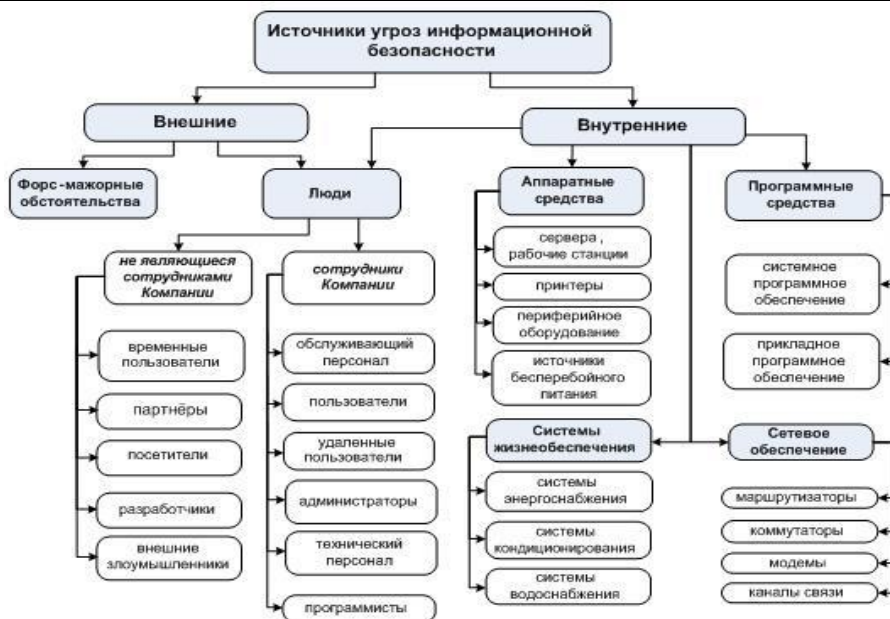 Источники угроз информационной
безопасности
Внешние
Внутренние
Форс-мажорные
обстоятельства
Люди
Аппаратные
средства
Программные
средства
не являющиеся
сотрудниками
Компании
сотрудники
Компании
временные
пользователи
партнёры
посетители
разработчики
внешние
злоумышленники
обслуживающий
персонал
пользователи
удаленные
пользователи
администраторы
технический
персонал
программисты
сервера ,
рабочие станции
принтеры
периферийное
оборудование
источники
бесперебойного
питания
системное
программное
обеспечение
прикладное
программное
обеспечение
Системы
жизнеобеспечения
Сетевое
обеспечение
системы
энергоснабжения
системы
кондиционирования
системы
водоснабжения
маршрутизаторы
коммутаторы
модемы
каналы связи